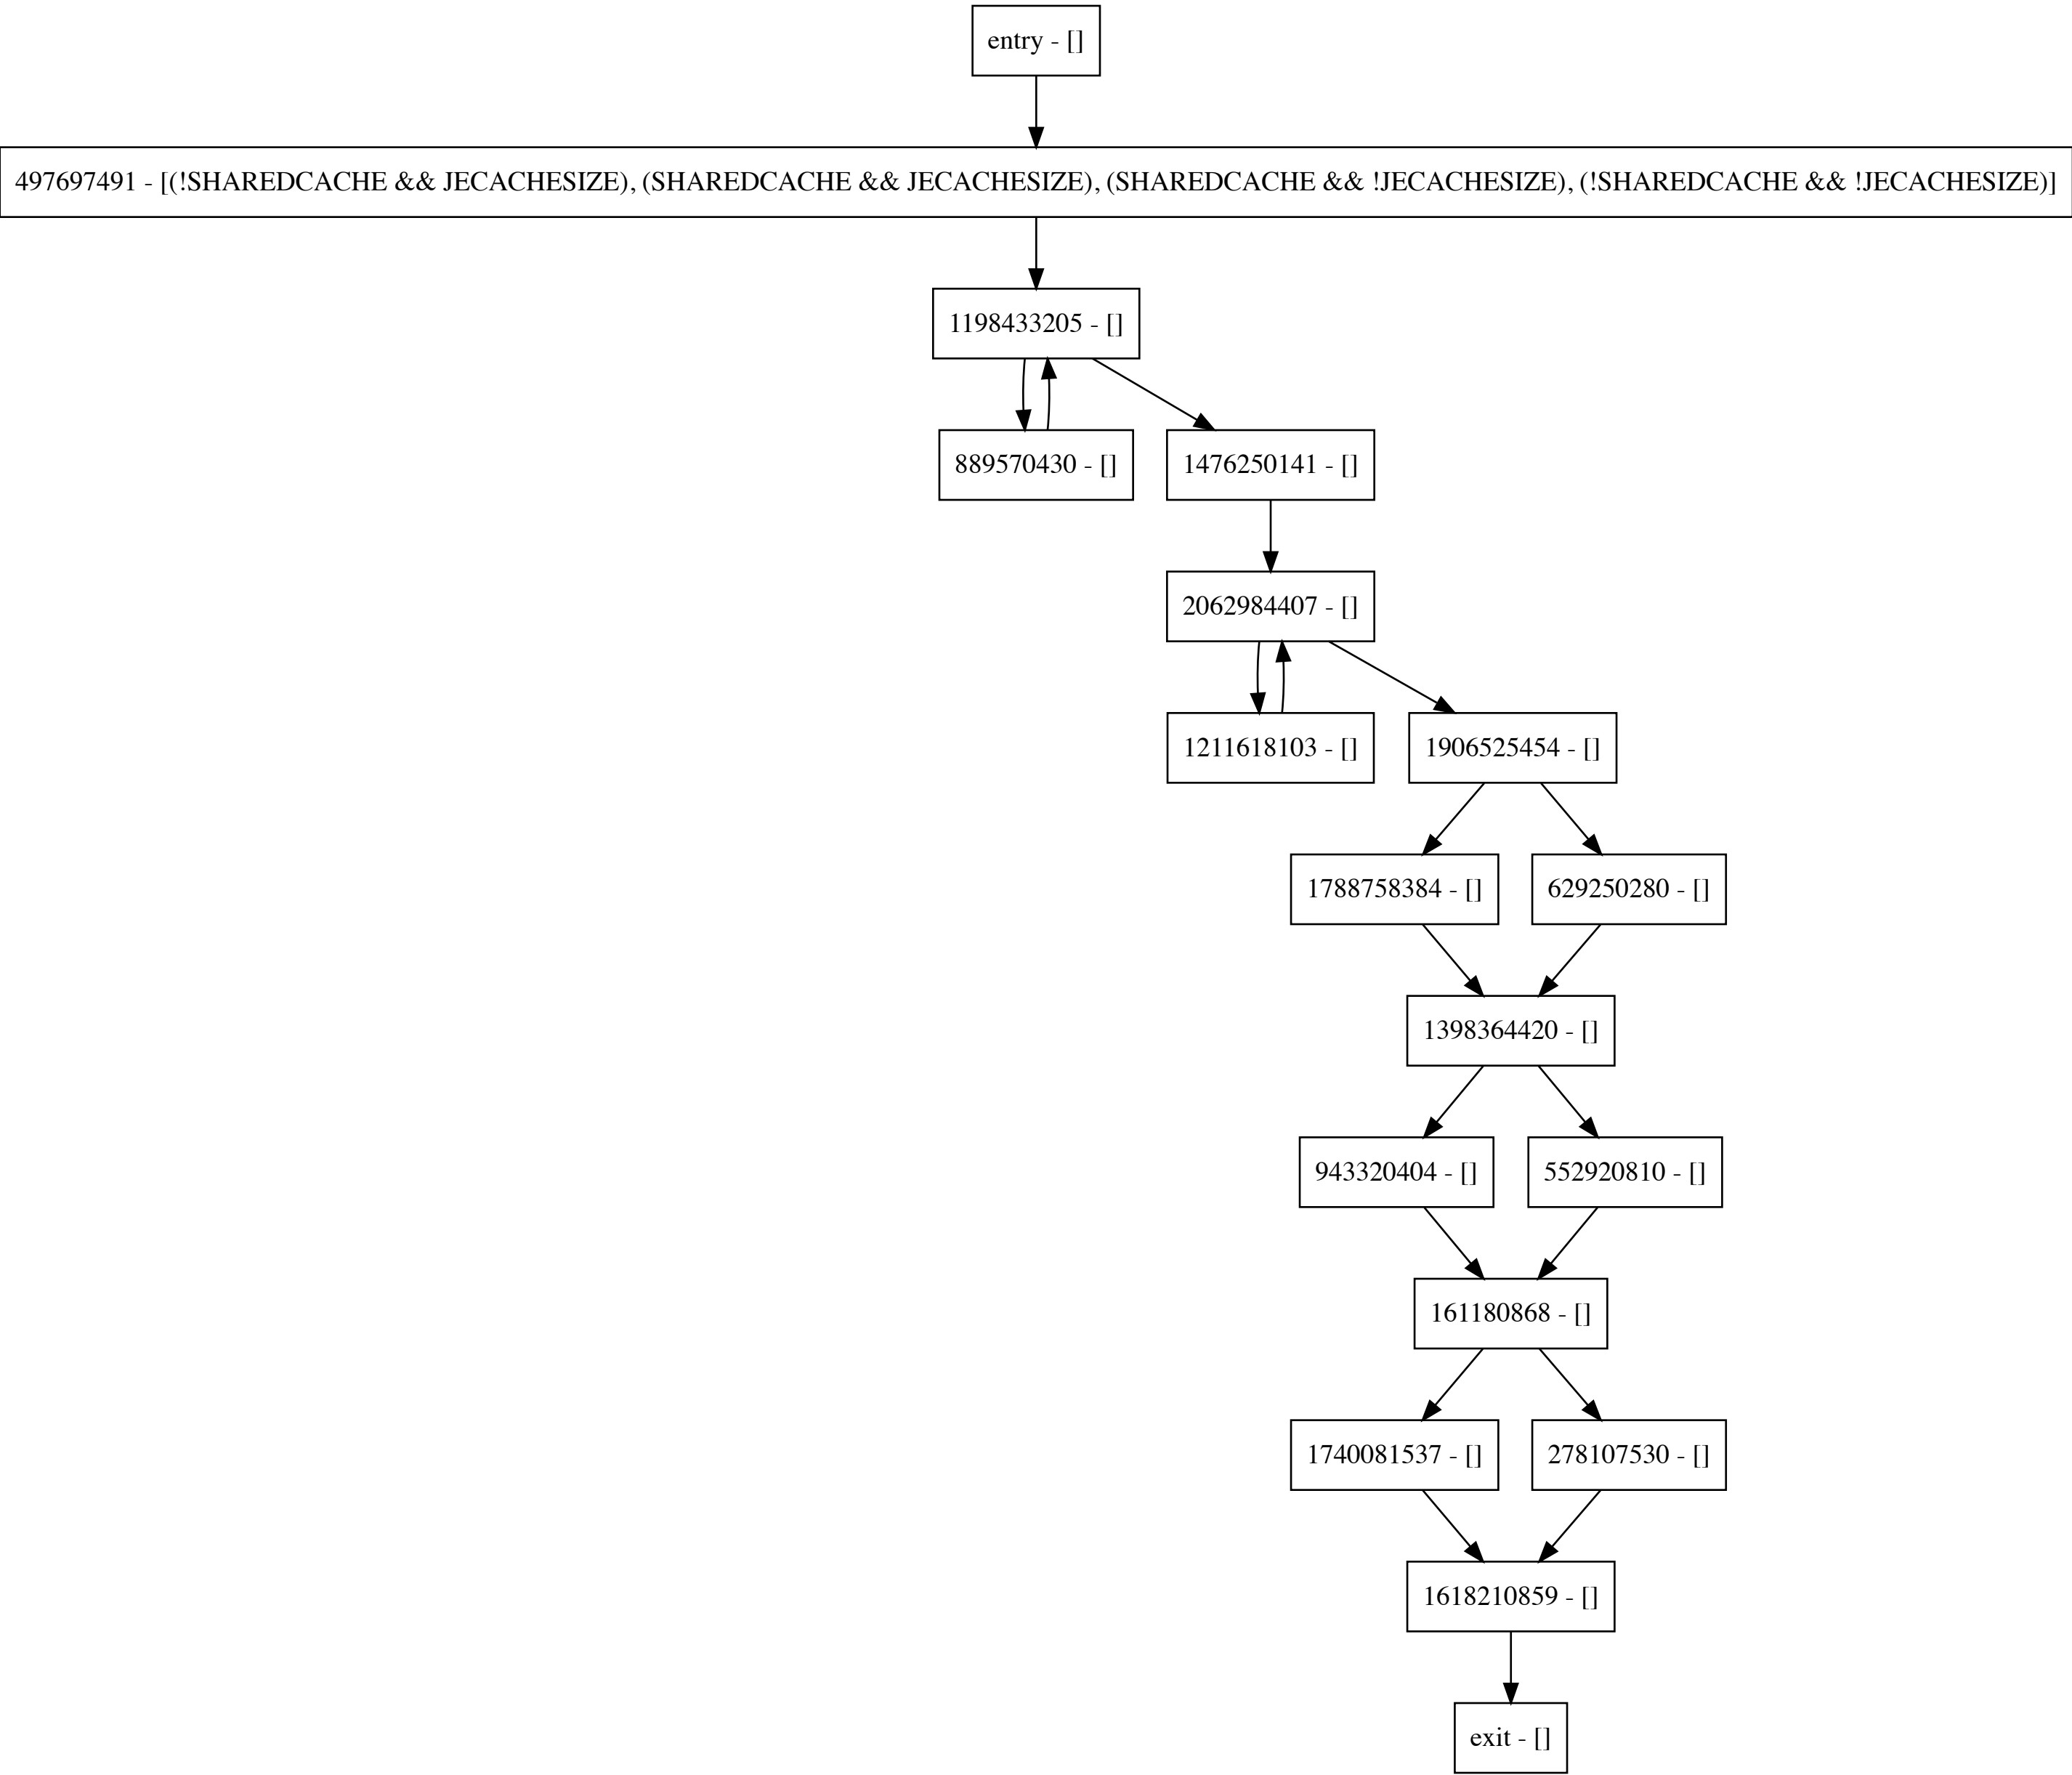 entry - []
497697491 - [(!SHAREDCACHE && JECACHESIZE), (SHAREDCACHE && JECACHESIZE), (SHAREDCACHE && !JECACHESIZE), (!SHAREDCACHE && !JECACHESIZE)]
1198433205 - []
889570430 - []
1476250141 - []
2062984407 - []
1211618103 - []
1906525454 - []
1788758384 - []
629250280 - []
1398364420 - []
943320404 - []
552920810 - []
161180868 - []
1740081537 - []
278107530 - []
1618210859 - []
exit - []